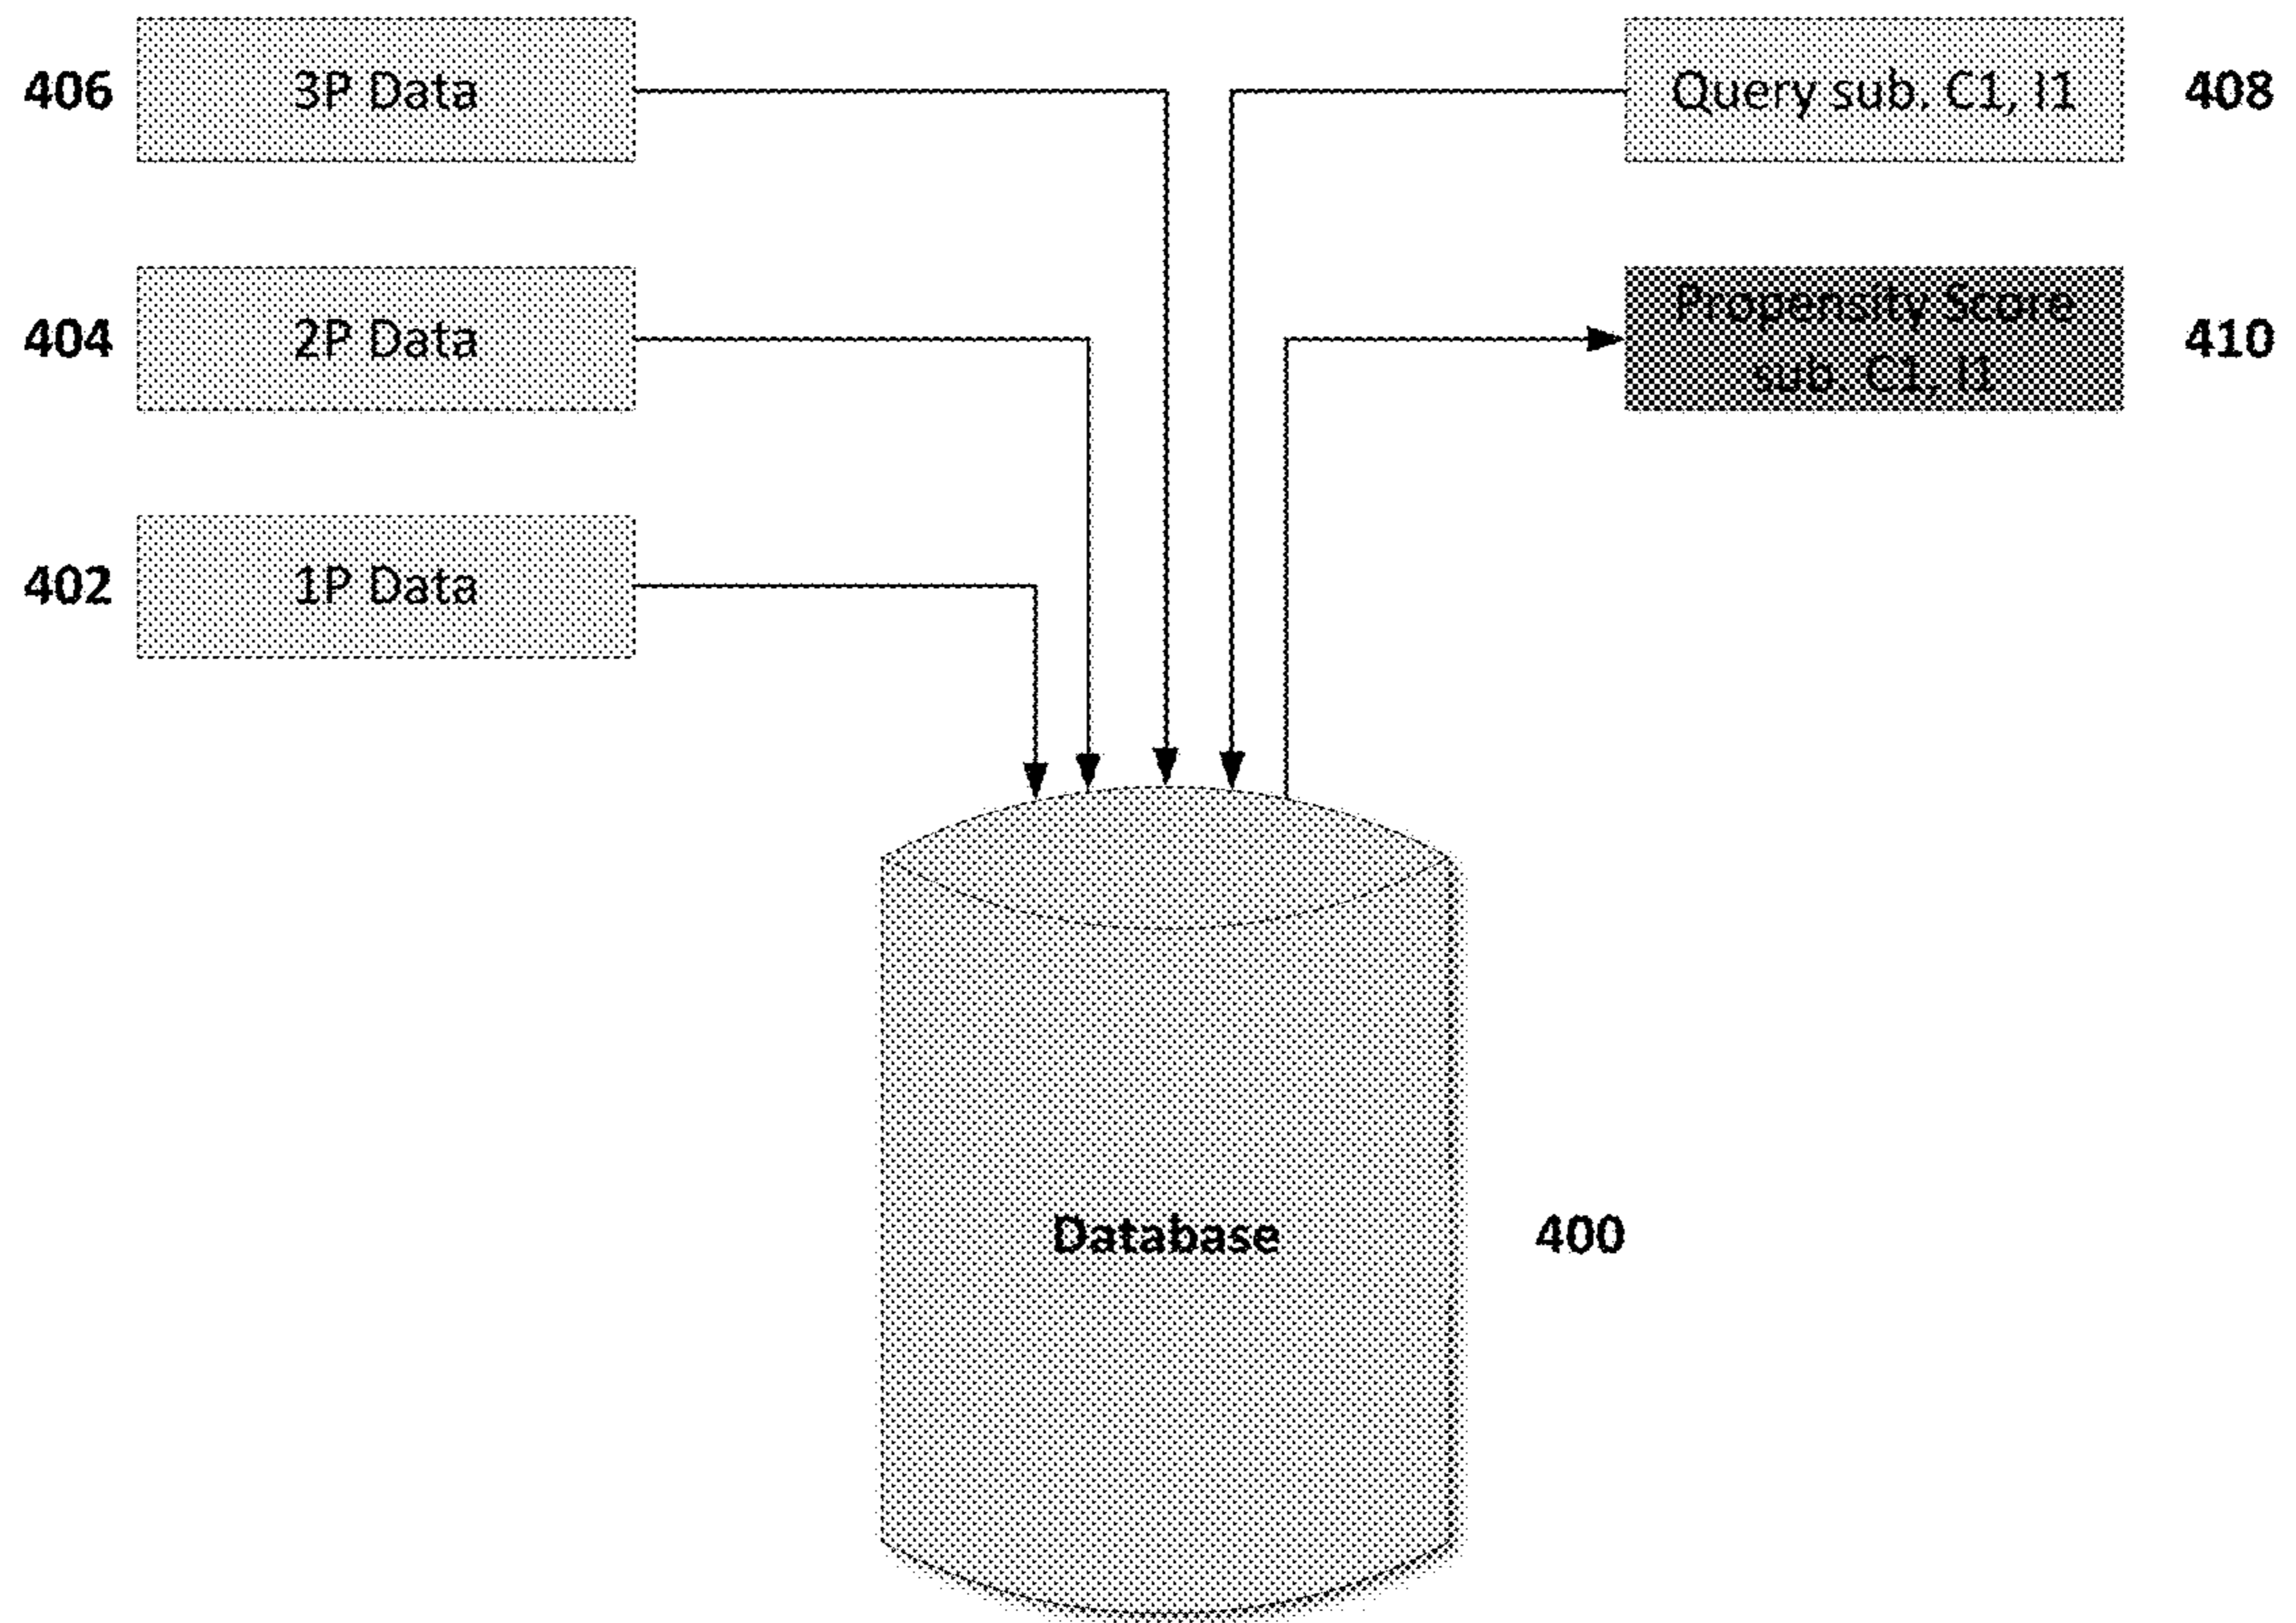 406 3P Data Query sub. C1, I1 408
404 2P Data Propensity Score
sub. C1, I1 410
402 1P Data
Database 400